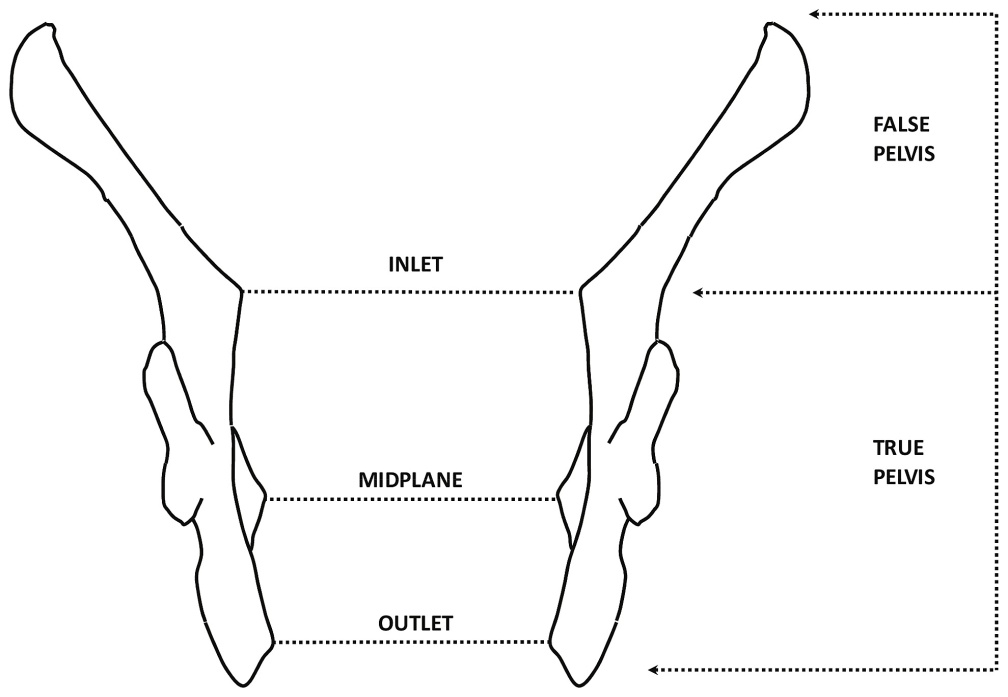 FALSE
PELVIS
INLET
TRUE
PELVIS
MIDPLANE
OUTLET